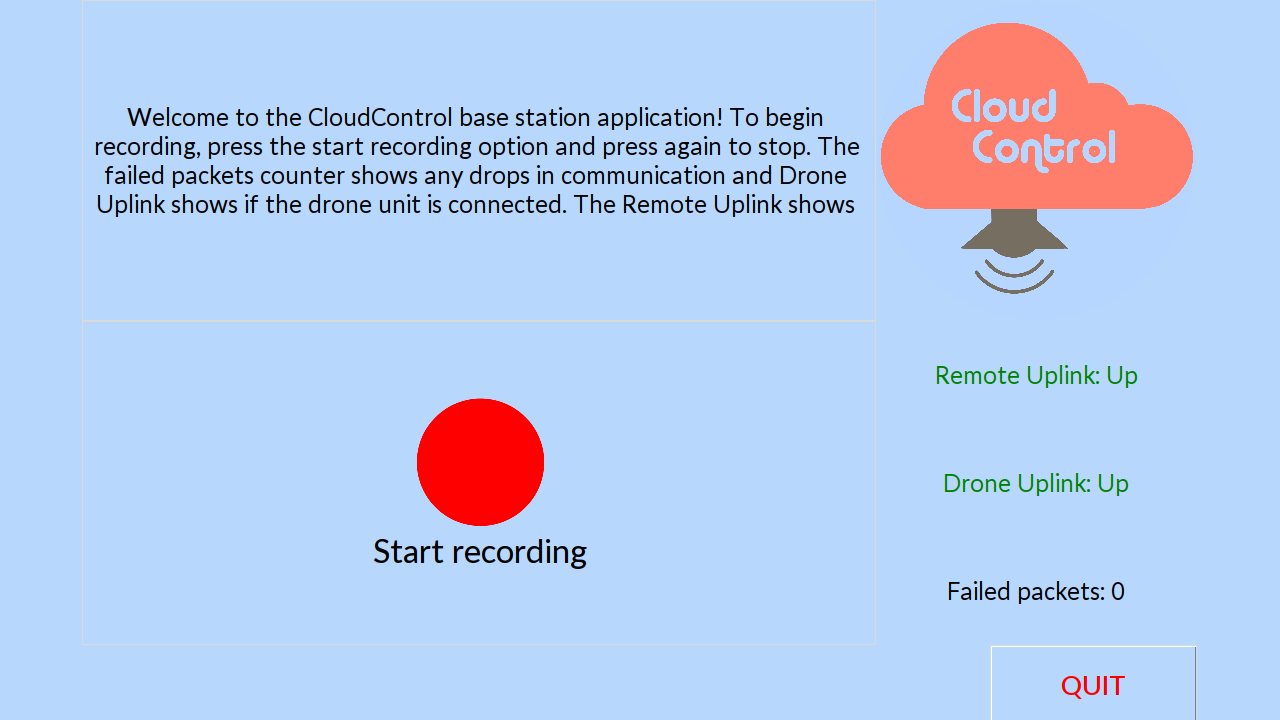 Welcome to the CloudControl base station application! To begin
recording, press the start recording option and press again to stop. The
failed packets counter shows any drops in communication and Drone
Uplink shows if the drone unit is connected. The Remote Uplink shows
Cloud
Control
Remote Uplink: Up
Drone Uplink: Up
Start recording
Failed packets: 0
QUIT